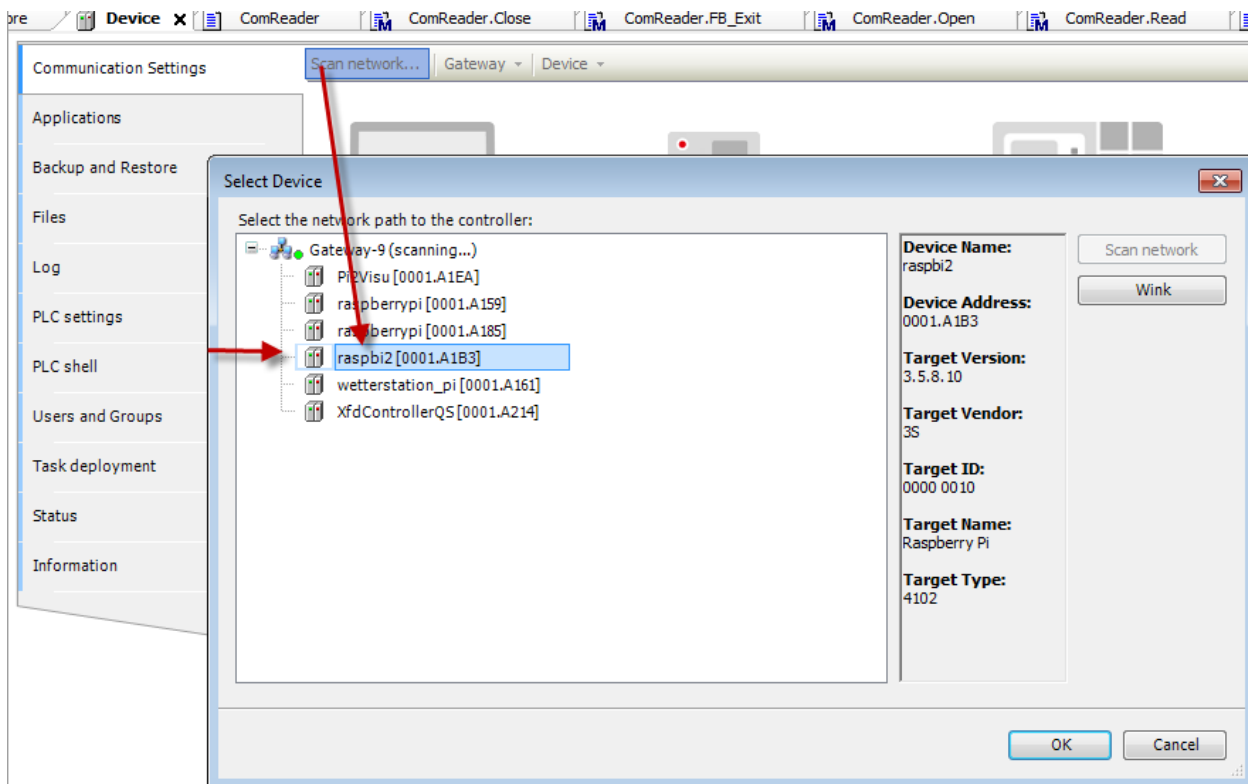 ore Device X ComReader ComReader.Close ComReader.FB_Exit ComReader.Open ComReader.Read
Communication Settings
Scan network... Gateway Device
Applications
Backup and Restore
Files
Log
PLC settings
PLC shell
Users and Groups
Task deployment
Status
Information
Select Device
Select the network path to the controller:
Gateway-9 (scanning...)
Pi2Visu [0001.A1EA]
raspberrypi [0001.A159]
raspberrypi [0001.A185]
raspbi2 [0001.A1B3]
wetterstation_pi [0001.A161]
XfdControllerQS [0001.A214]
Device Name:
raspbi2
Device Address:
0001.A1B3
Target Version:
3.5.8.10
Target Vendor:
3S
Target ID:
0000 0010
Target Name:
Raspberry Pi
Target Type:
4102
Scan network
Wink
OK Cancel